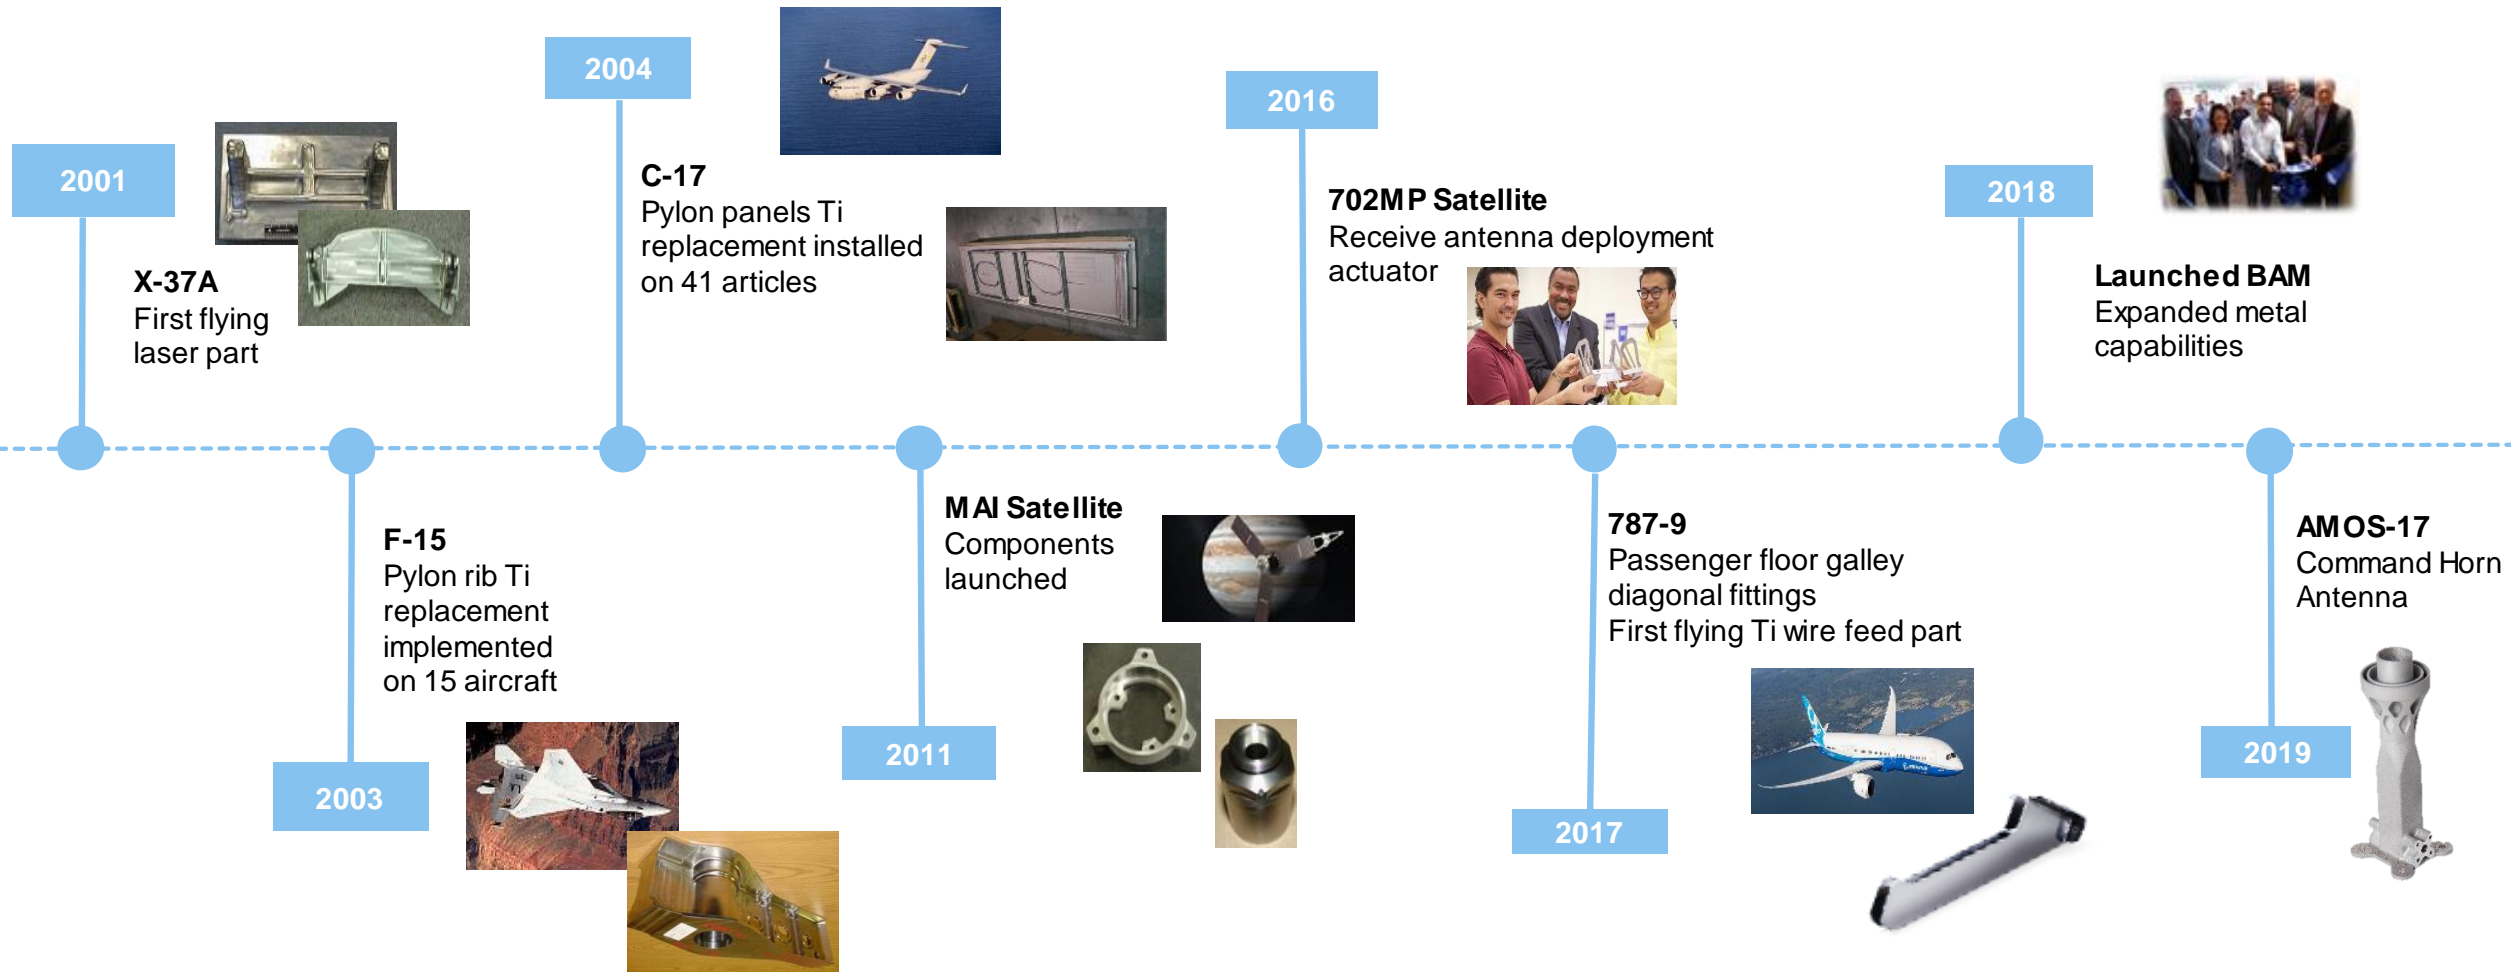 2001
X-37A
First flying
laser part
2003
F-15
Pylon rib Ti
replacement
implemented
on 15 aircraft
2004
C-17
Pylon panels Ti
replacement installed
on 41 articles
2011
MAI Satellite
Components
launched
2016
702MP Satellite
Receive antenna deployment
actuator
2017
787-9
Passenger floor galley
diagonal fittings
First flying Ti wire feed part
2018
Launched BAM
Expanded metal
capabilities
2019
AMOS-17
Command Horn
Antenna